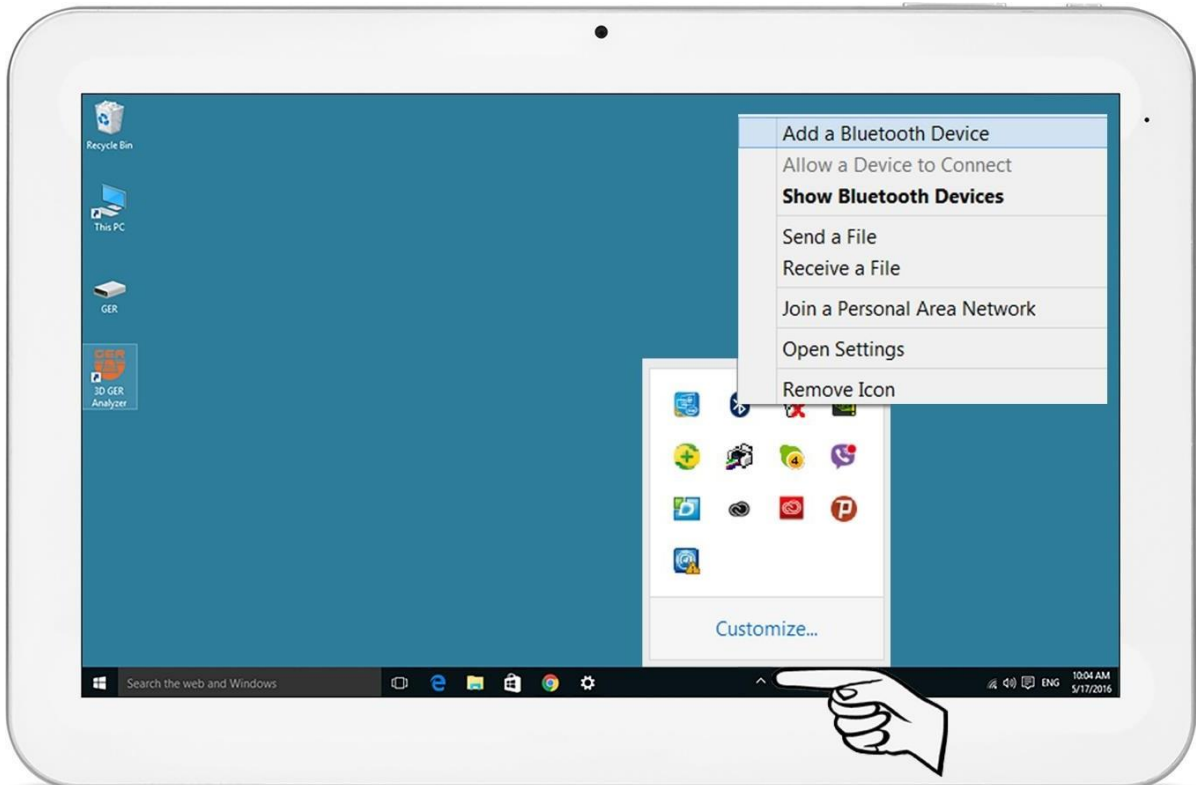 Recycle Bin
This PC
GER
GER
3D GER
Analyzer
Add a Bluetooth Device
Allow a Device to Connect
Show Bluetooth Devices
Send a File
Receive a File
Join a Personal Area Network
Open Settings
Remove Icon
4
Customize...
Search the web and Windows
ENG
10:04 AM
5/17/2016